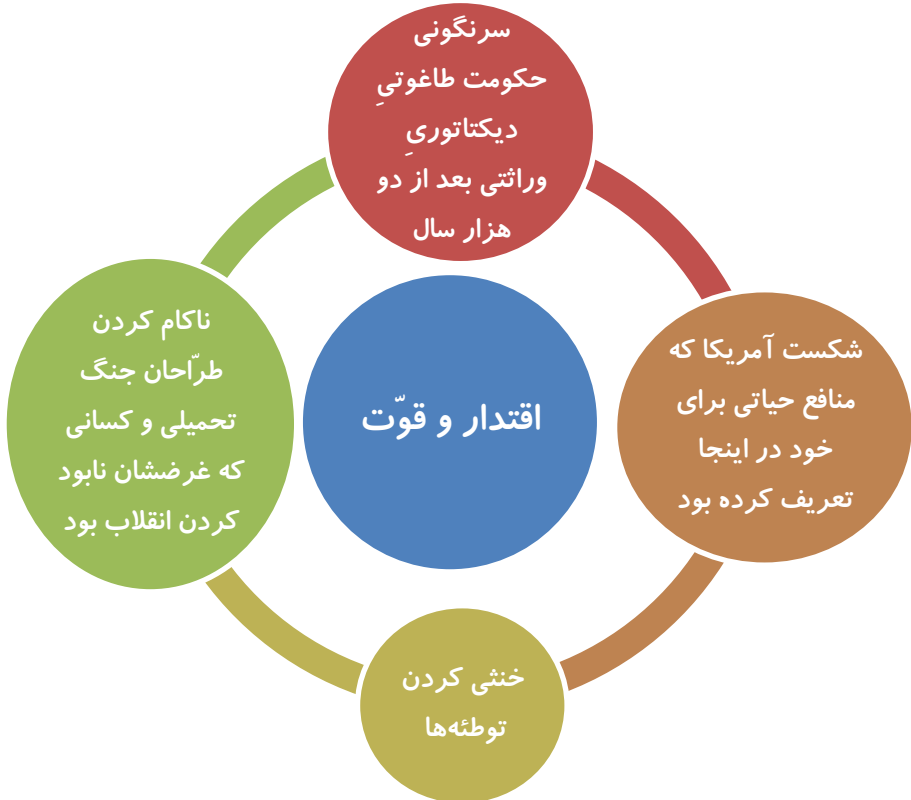 سرنگونی
حکومت طاغوتیِ
دیکتاتوریِ
وراثتی بعد از دو
هزار سال
شکست آمریکا که
منافع حیاتی برای
خود در اینجا
تعریف کرده بود
خنثی کردن
توطئه‌ها
ناکام کردن
طرّاحان جنگ
تحمیلی و کسانی
که غرضشان نابود
کردن انقلاب بود
اقتدار و قوّت